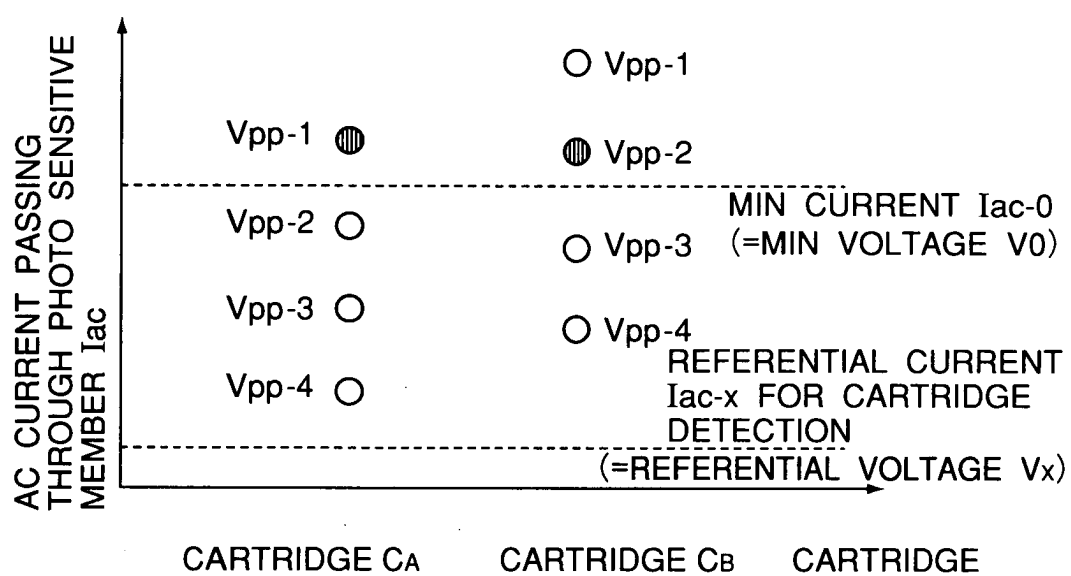 AC CURRENT PASSING
THROUGH PHOTO SENSITIVE
MEMBER Iac
Vpp-1
Vpp-1
Vpp-2
MIN CURRENT Iac-0
(=MIN VOLTAGE V0)
Vpp-2
Vpp-3
Vpp-3
Vpp-4
Vpp-4
REFERENTIAL CURRENT
Iac-x FOR CARTRIDGE
DETECTION
(=REFERENTIAL VOLTAGE Vx)
CARTRIDGE CA
CARTRIDGE CB
CARTRIDGE